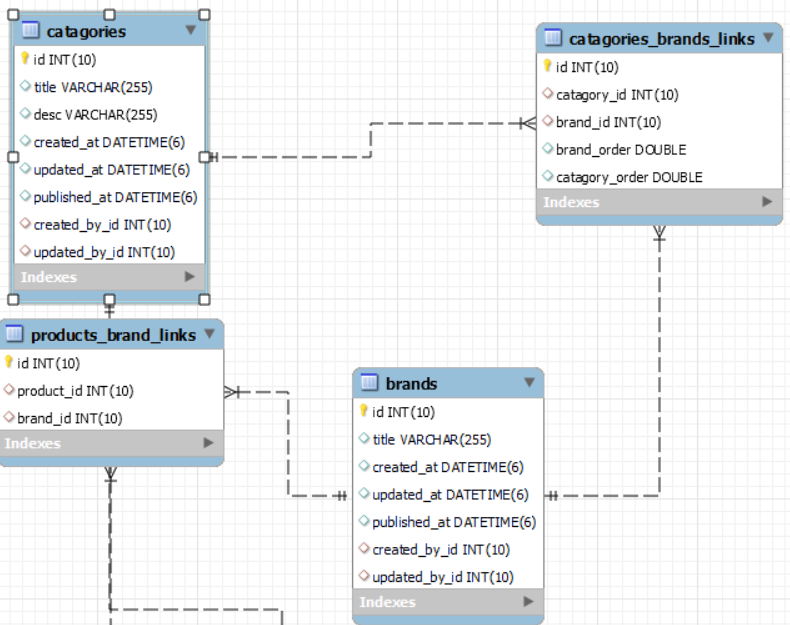 catagories
id INT(10)
title VARCHAR(255)
desc VARCHAR(255)
created_at DATETIME(6)
updated_at DATETIME(6)
published_at DATETIME(6)
created_by_id INT(10)
updated_by_id INT(10)
Indexes
catagories_brands_links
id INT(10)
catagory_id INT(10)
brand_id INT(10)
brand_order DOUBLE
catagory_order DOUBLE
Indexes
products_brand_links
id INT(10)
product_id INT(10)
brand_id INT(10)
Indexes
brands
id INT(10)
title VARCHAR(255)
created_at DATETIME(6)
updated_at DATETIME(6)
published_at DATETIME(6)
created_by_id INT(10)
updated_by_id INT(10)
Indexes